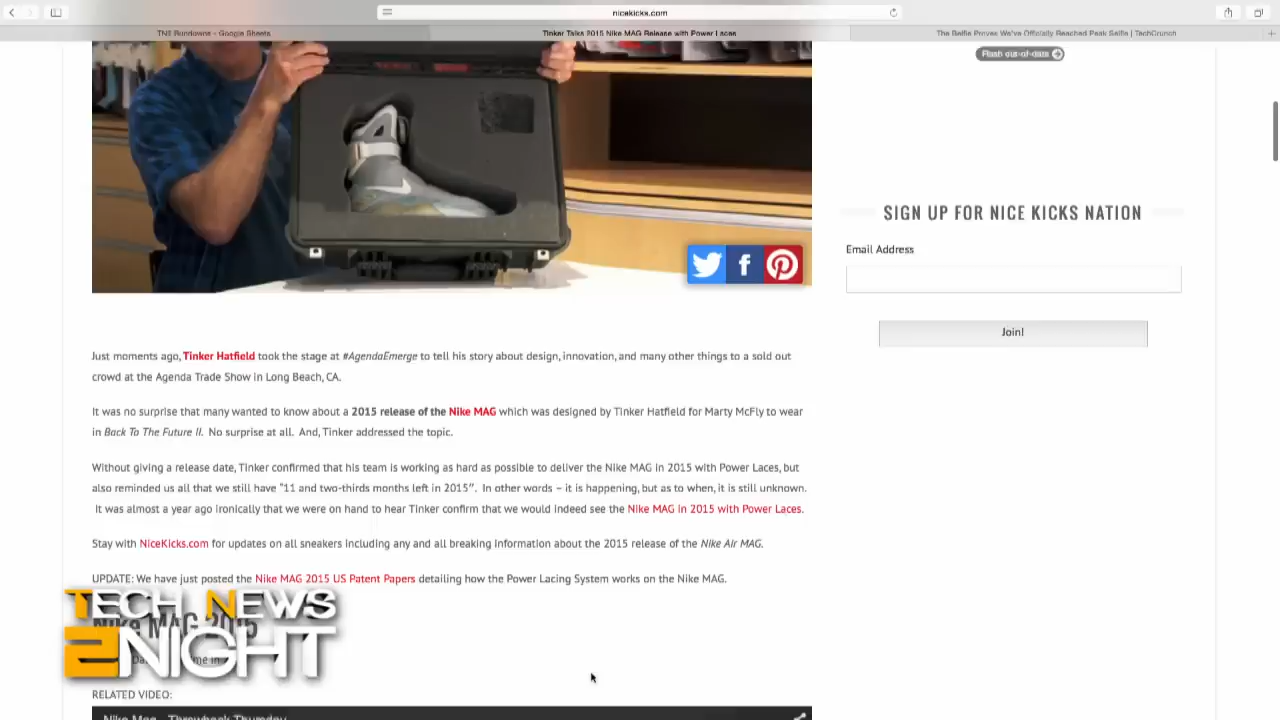 nicekicks.com
TNT Rundowns - Google Sheets
Tinker Talks 2015 Nike MAG Release with Power Laces
The Selfie Proves We've Officially Reached Peak Selfie | TechCrunch
Flash out-of-date
SIGN UP FOR NICE KICKS NATION
Email Address
Join!
Just moments ago, Tinker Hatfield took the stage at #AgendaEmerge to tell his story about design, innovation, and many other things to a sold out
crowd at the Agenda Trade Show in Long Beach, CA.
It was no surprise that many wanted to know about a 2015 release of the Nike MAG which was designed by Tinker Hatfield for Marty McFly to wear
in Back To The Future II. No surprise at all. And, Tinker addressed the topic.
Without giving a release date, Tinker confirmed that his team is working as hard as possible to deliver the Nike MAG in 2015 with Power Laces, but
also reminded us all that we still have "11 and two-thirds months left in 2015". In other words – it is happening, but as to when, it is still unknown.
It was almost a year ago ironically that we were on hand to hear Tinker confirm that we would indeed see the Nike MAG in 2015 with Power Laces.
Stay with NiceKicks.com for updates on all sneakers including any and all breaking information about the 2015 release of the Nike Air MAG.
UPDATE: We have just posted the Nike MAG 2015 US Patent Papers detailing how the Power Lacing System works on the Nike MAG.
TECH NEWS
2NIGHT
Nike MAG 2015
RELATED VIDEO:
Nike Mag - Throwback Thursday